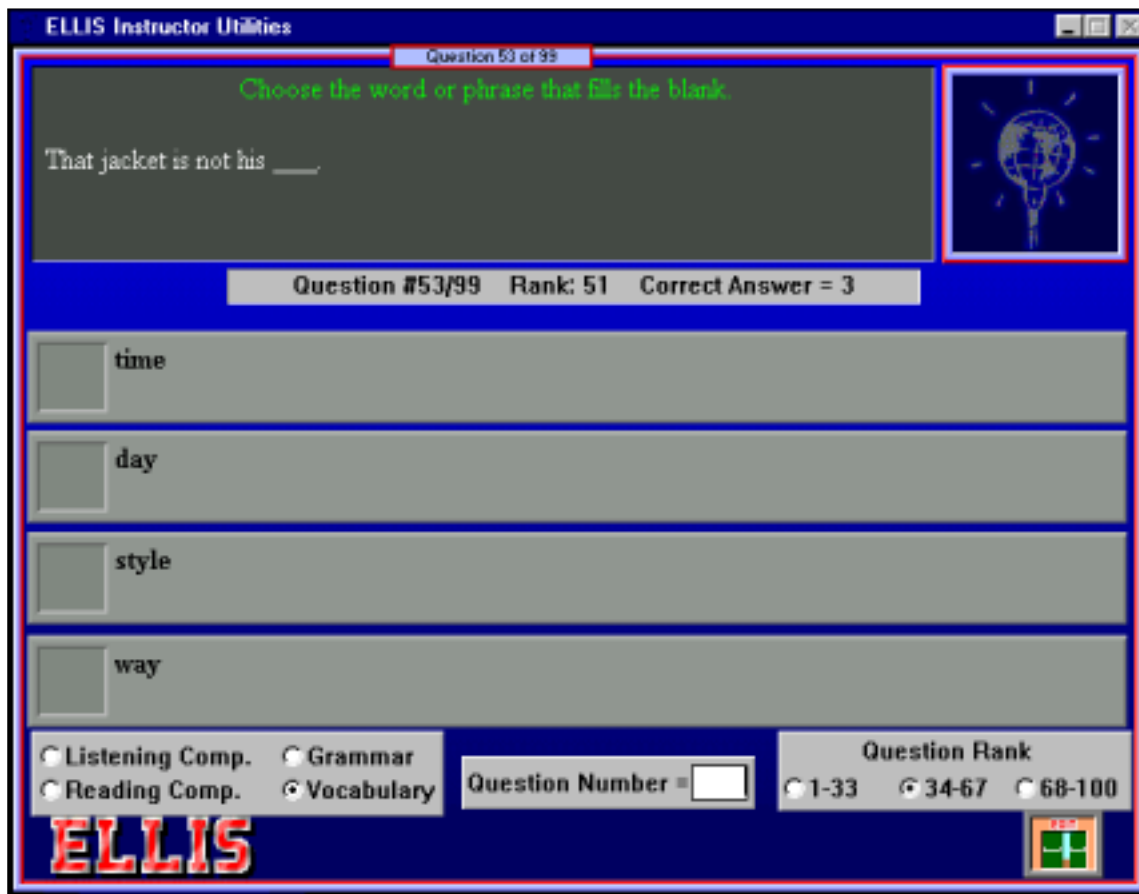 ELLIS Instructor Utilities
Question 53 of 99
Choose the word or phrase that fills the blank.
That jacket is not his ___.
Question #53/99 Rank: 51 Correct Answer = 3
time
day
style
way
Listening Comp. Grammar
Reading Comp. Vocabulary
Question Number =
Question Rank
1-33 34-67 68-100
ELLIS